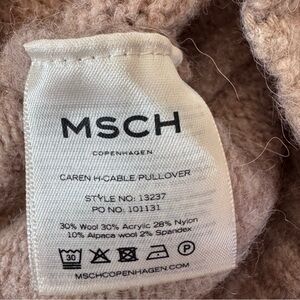 MSCH
COPENHAGEN
CAREN H-CABLE PULLOVER
STYLE NO: 13237
PO NO: 101131
30% Wool 30% Acrylic 28% Nylon
10% Alpaca wool 2% Spandex
30 P
MSCHCOPENHAGEN.COM